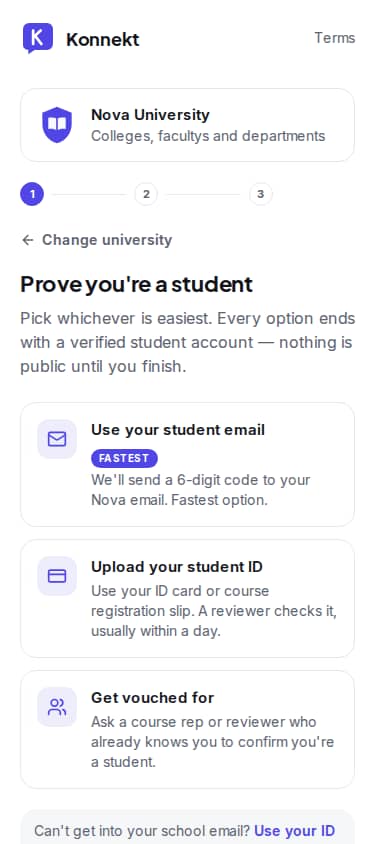 Konnekt
Terms
Nova University
Colleges, facultys and departments
1 2 3
← Change university
Prove you're a student
Pick whichever is easiest. Every option ends
with a verified student account — nothing is
public until you finish.
Use your student email
FASTEST
We'll send a 6-digit code to your
Nova email. Fastest option.
Upload your student ID
Use your ID card or course
registration slip. A reviewer checks it,
usually within a day.
Get vouched for
Ask a course rep or reviewer who
already knows you to confirm you're
a student.
Can't get into your school email? Use your ID